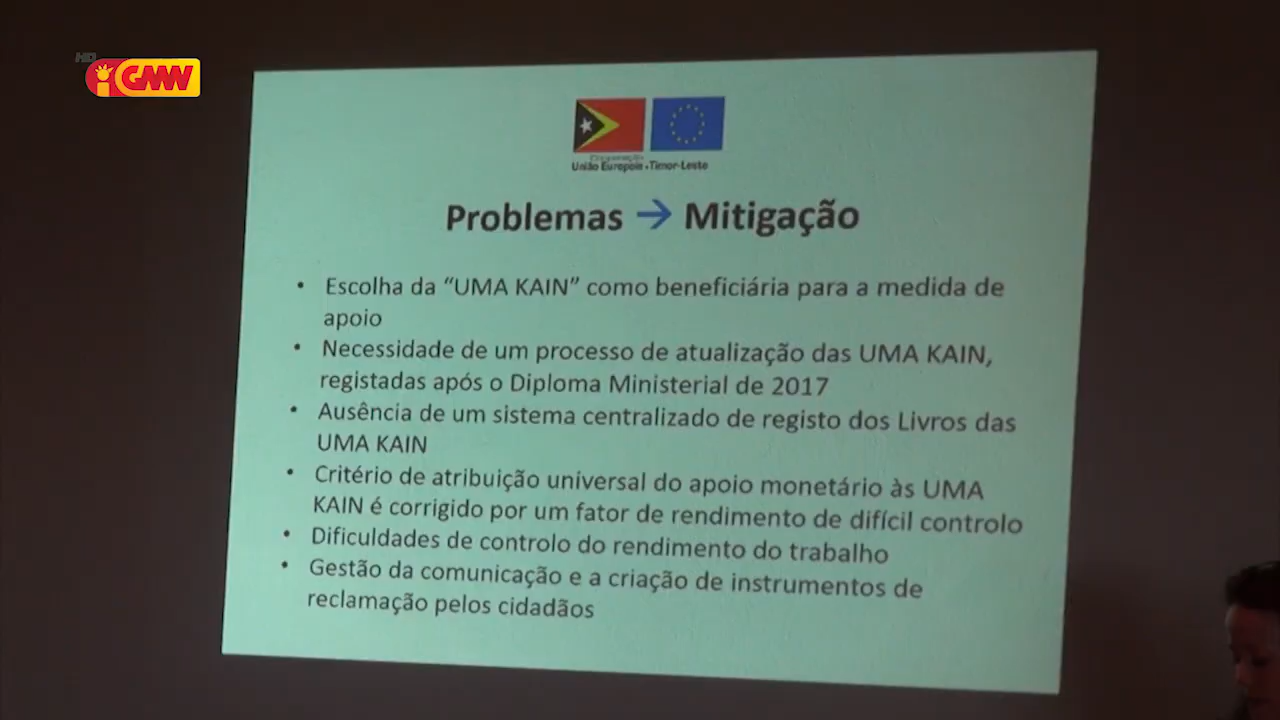 HD
GMN
Cooperação
União Europeia - Timor-Leste
Problemas → Mitigação
• Escolha da “UMA KAIN” como beneficiária para a medida de
apoio
• Necessidade de um processo de atualização das UMA KAIN,
registadas após o Diploma Ministerial de 2017
• Ausência de um sistema centralizado de registo dos Livros das
UMA KAIN
• Critério de atribuição universal do apoio monetário às UMA
KAIN é corrigido por um fator de rendimento de difícil controlo
• Dificuldades de controlo do rendimento do trabalho
• Gestão da comunicação e a criação de instrumentos de
reclamação pelos cidadãos